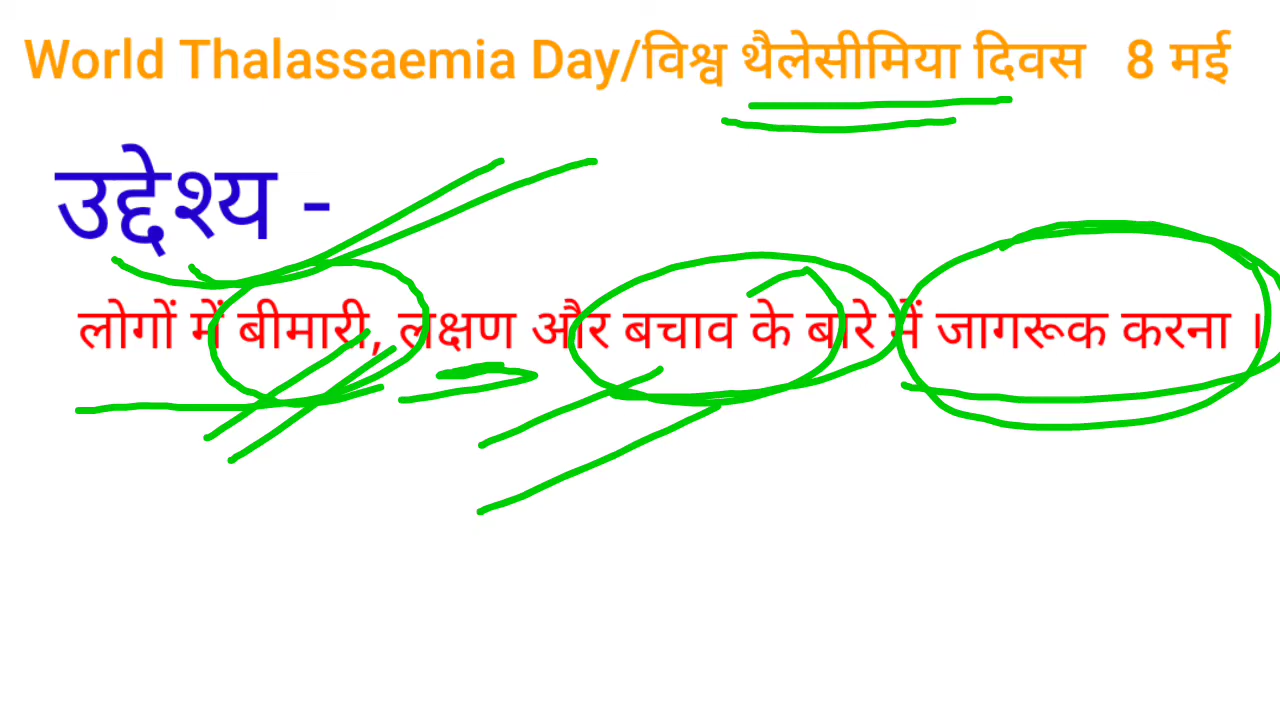 World Thalassaemia Day/विश्व थैलेसीमिया दिवस 8 मई
उद्देश्य -
लोगों में बीमारी, लक्षण और बचाव के बारे में जागरूक करना ।